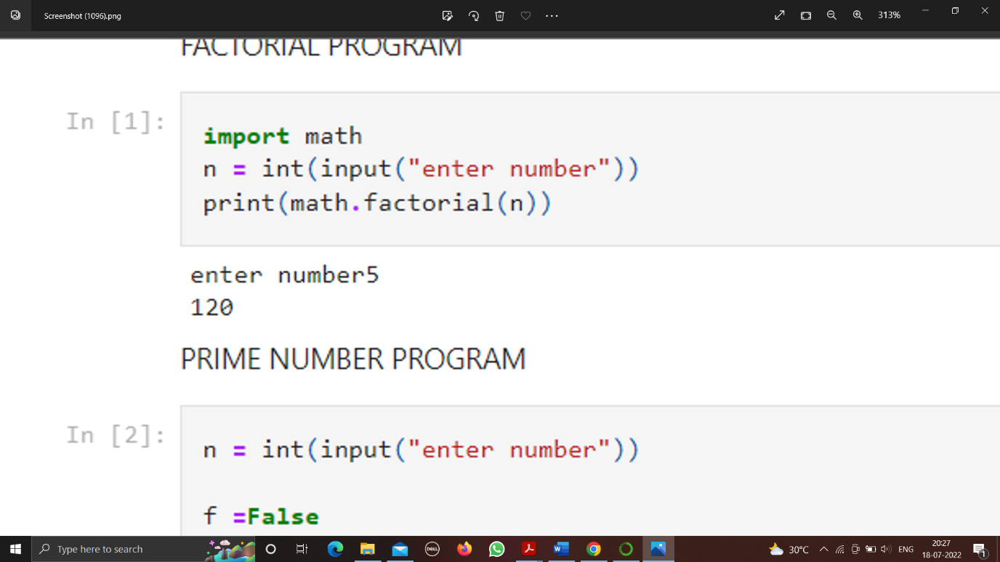 Screenshot (1096).png
313%
FACTORIAL PROGRAM
In [1]:
import math
n = int(input("enter number"))
print(math.factorial(n))
enter number5
120
PRIME NUMBER PROGRAM
In [2]:
n = int(input("enter number"))
f =False
Type here to search
DELL
W
30°C
ENG
20:27
18-07-2022
1